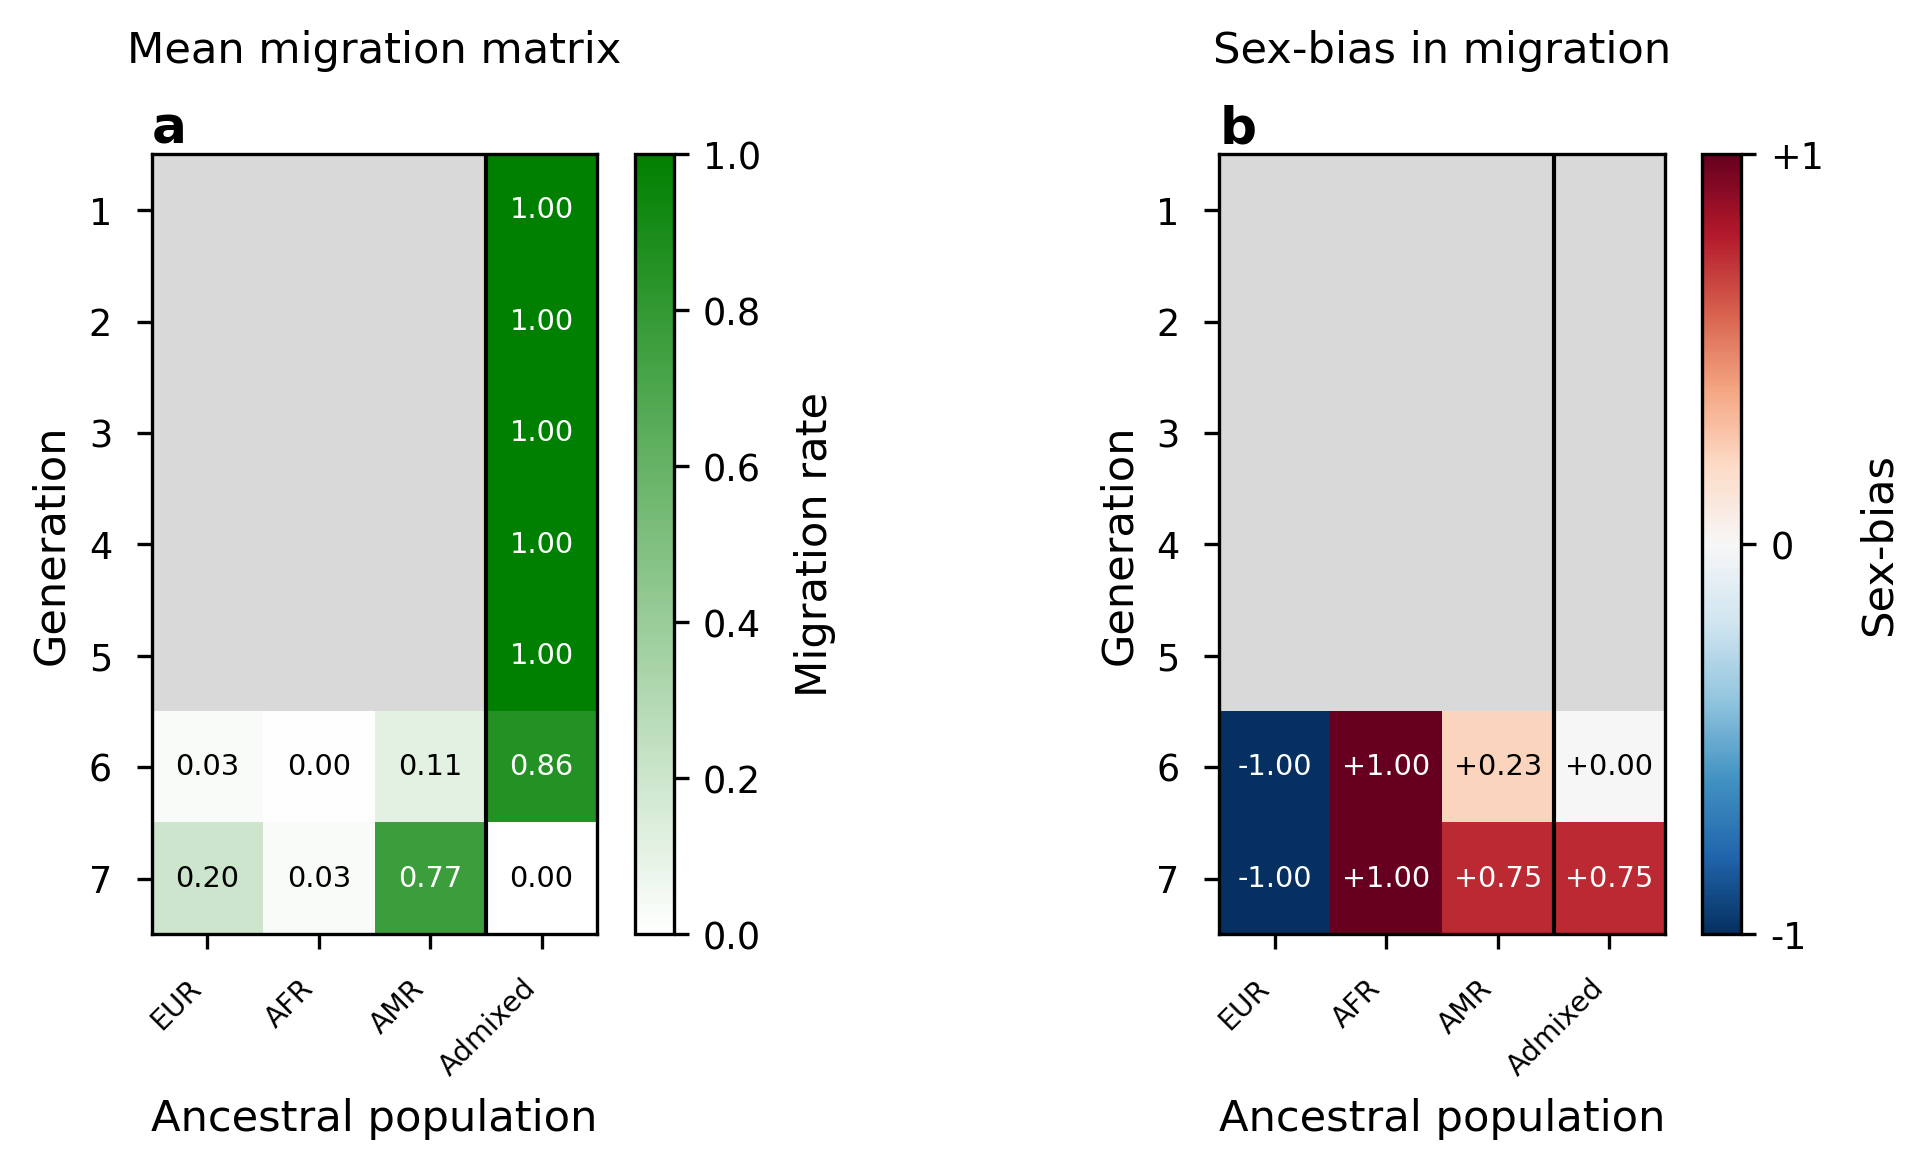 Mean migration matrix
a
1.00
1.00
1.00
1.00
1.00
0.03 0.00 0.11 0.86
0.20 0.03 0.77 0.00
1
2
3
4
5
6
7
Generation
EUR
AFR
AMR
Admixed
Ancestral population
1.0
0.8
0.6
0.4
0.2
0.0
Migration rate
Sex-bias in migration
b
1
2
3
4
5
6
7
Generation
-1.00 +1.00 +0.23 +0.00
-1.00 +1.00 +0.75 +0.75
EUR
AFR
AMR
Admixed
Ancestral population
+1
0
-1
Sex-bias